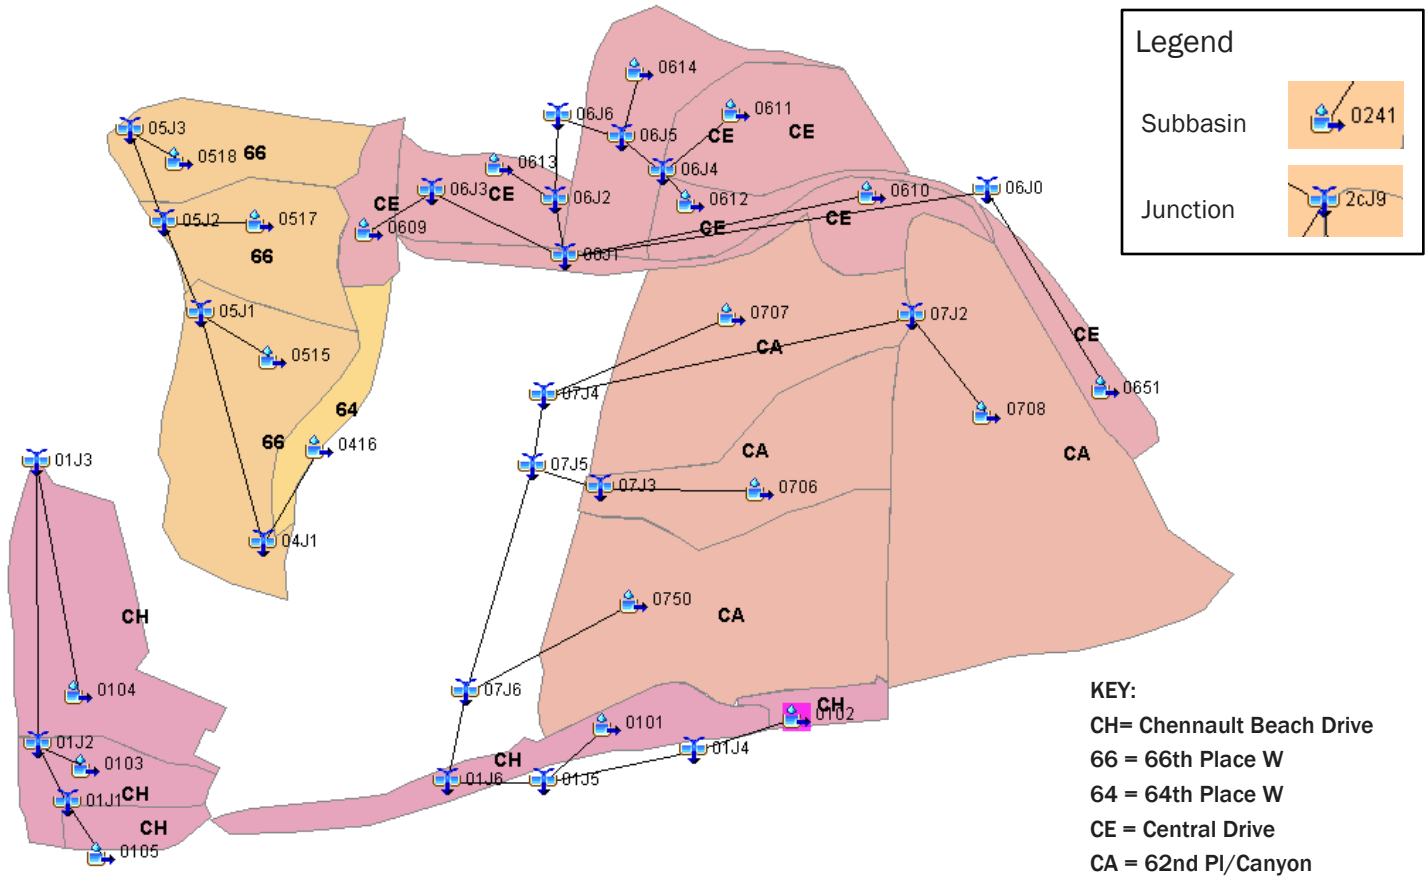 Legend
Subbasin
0241
Junction
2cJ9
0614
0611
06J6
06J5
CE
CE
05J3
0518
66
0613
06J4
06J3
CE
06J2
0612
0610
06J0
CE
0609
CE
CE
05J2
0517
66
06J1
05J1
0707
07J2
CA
CE
0515
0651
07J4
64
0708
66
0416
CA
CA
01J3
07J5
07J3
0706
04J1
0750
CH
CA
0104
07J6
CH
0102
0101
01J2
01J4
0103
CH
01J6
01J5
01J1
CH
CH
0105
KEY:
CH= Chennault Beach Drive
66 = 66th Place W
64 = 64th Place W
CE = Central Drive
CA = 62nd Pl/Canyon